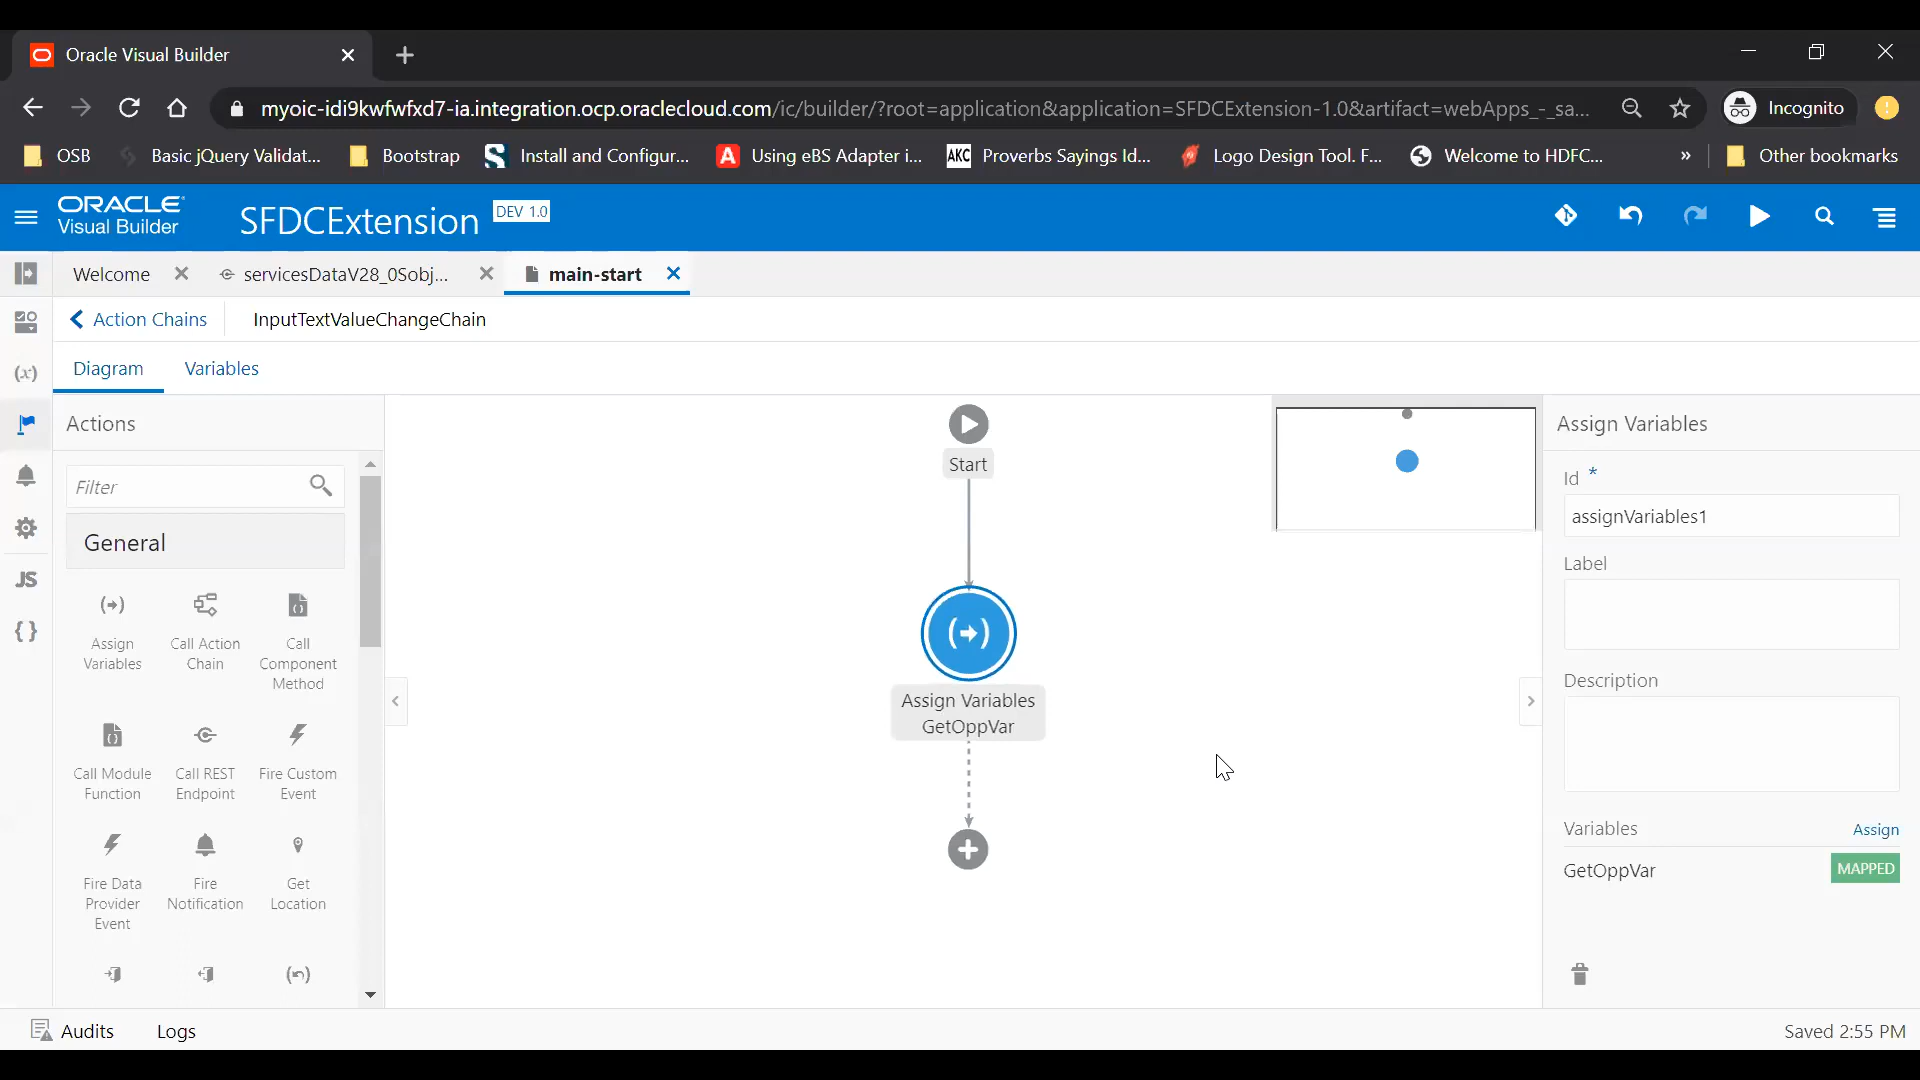 Oracle Visual Builder
myoic-idi9kwfwfxd7-ia.integration.ocp.oraclecloud.com/ic/builder/?root=application&application=SFDCExtension-1.0&artifact=webApps_-_sa...
Incognito
OSB
Basic jQuery Validat...
Bootstrap
Install and Configur...
Using eBS Adapter i...
AKC
Proverbs Sayings Id...
Logo Design Tool. F...
Welcome to HDFC...
»
Other bookmarks
ORACLE
Visual Builder
SFDCExtension
DEV 1.0
Welcome
servicesDataV28_0Sobj...
main-start
Action Chains
InputTextValueChangeChain
Diagram
Variables
Actions
Filter
General
Assign
Variables
Call Action
Chain
Call
Component
Method
Call Module
Function
Call REST
Endpoint
Fire Custom
Event
Fire Data
Provider
Event
Fire
Notification
Get
Location
(x)
JS
{ }
Start
Assign Variables
GetOppVar
Assign Variables
Id *
assignVariables1
Label
Description
Variables
Assign
GetOppVar
MAPPED
Audits
Logs
Saved 2:55 PM